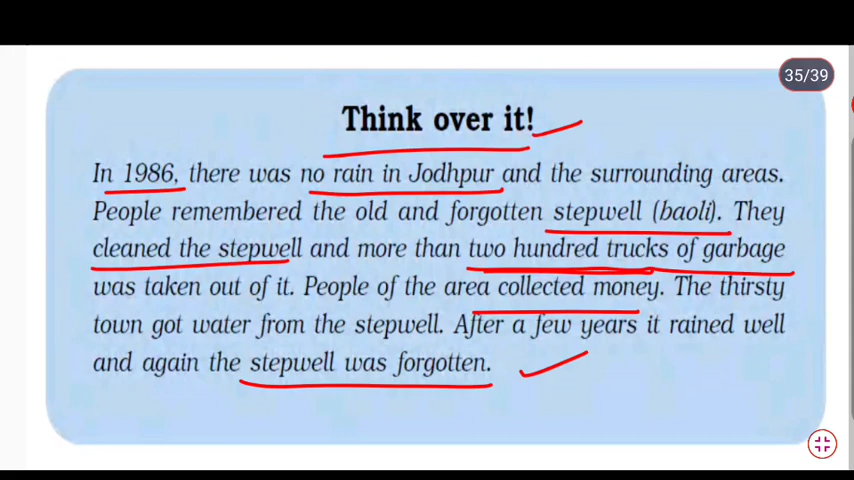 35/39
Think over it!
In 1986, there was no rain in Jodhpur and the surrounding areas.
People remembered the old and forgotten stepwell (baoli). They
cleaned the stepwell and more than two hundred trucks of garbage
was taken out of it. People of the area collected money. The thirsty
town got water from the stepwell. After a few years it rained well
and again the stepwell was forgotten.